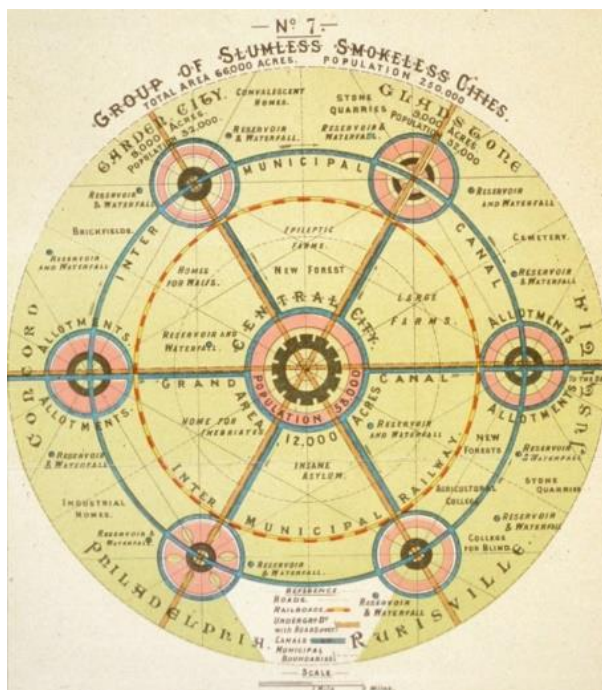 — Nº 7. —
GROUP OF SLUMLESS SMOKELESS CITIES.
TOTAL AREA 66,000 ACRES. POPULATION 250,000
GARDEN CITY.
9,000 ACRES.
POPULATION 32,000.
CONVALESCENT
HOMES.
STONE
QUARRIES
GLADSTONE
9,000 ACRES
POPULATION 32,000
RESERVOIR
& WATERFALL
RESERVOIR &
WATERFALL
INTER MUNICIPAL CANAL
RESERVOIR
& WATERFALL
RESERVOIR
AND WATERFALL
BRICKFIELDS.
EPILEPTIC
FARMS.
CEMETERY.
RESERVOIR
AND WATERFALL
HOMES
FOR WAIFS.
NEW FOREST
LARGE
FARMS.
RESERVOIR
& WATERFALL
CONCORD
ALLOTMENTS
RESERVOIR AND
WATERFALL.
CENTRAL CITY.
ALLOTMENTS
GRAND CANAL
POPULATION 58,000
AREA 12,000 ACRES
ALLOTMENTS.
ALLOTMENTS
HOME FOR
INEBRIATES
RESERVOIR
AND WATERFALL
NEW
FORESTS
RESERVOIR
& WATERFALL
RESERVOIR
& WATERFALL
INSANE
ASYLUM.
INTER MUNICIPAL RAILWAY
AGRICULTURAL
COLLEGE
STONE
QUARRIES
INDUSTRIAL
HOMES.
RESERVOIR
& WATERFALL
RESERVOIR &
WATERFALL
COLLEGE
FOR BLIND.
RESERVOIR
& WATERFALL.
PHILADELPHIA
RURISVILLE
REFERENCE
ROADS
RAILROADS
RESERVOIR
& WATERFALL
CANALS
MUNICIPAL
BOUNDARIES
— SCALE —